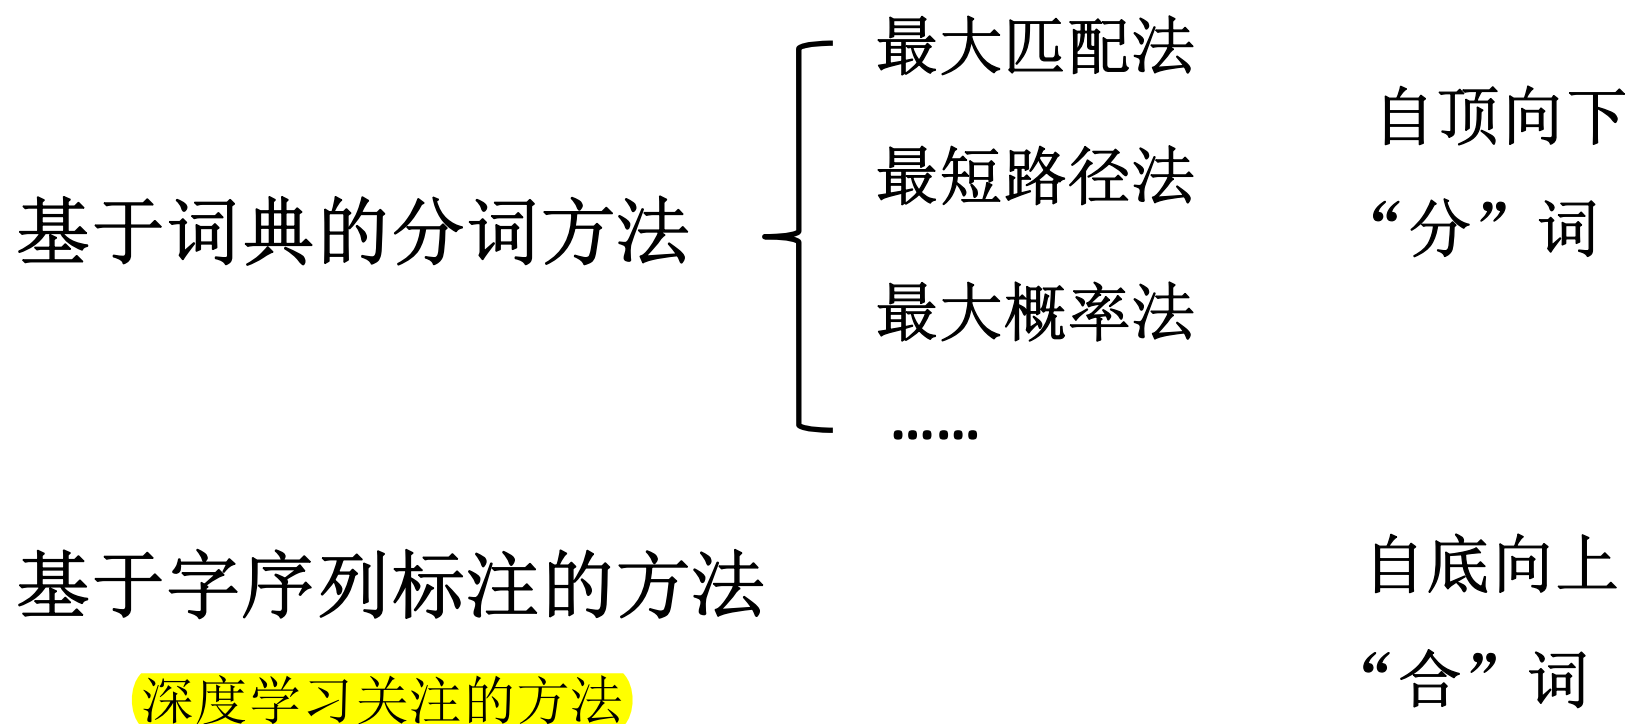 最大匹配法
自顶向下
最短路径法
基于词典的分词方法
“分”词
最大概率法
……
基于字序列标注的方法
自底向上
“合”词
深度学习关注的方法